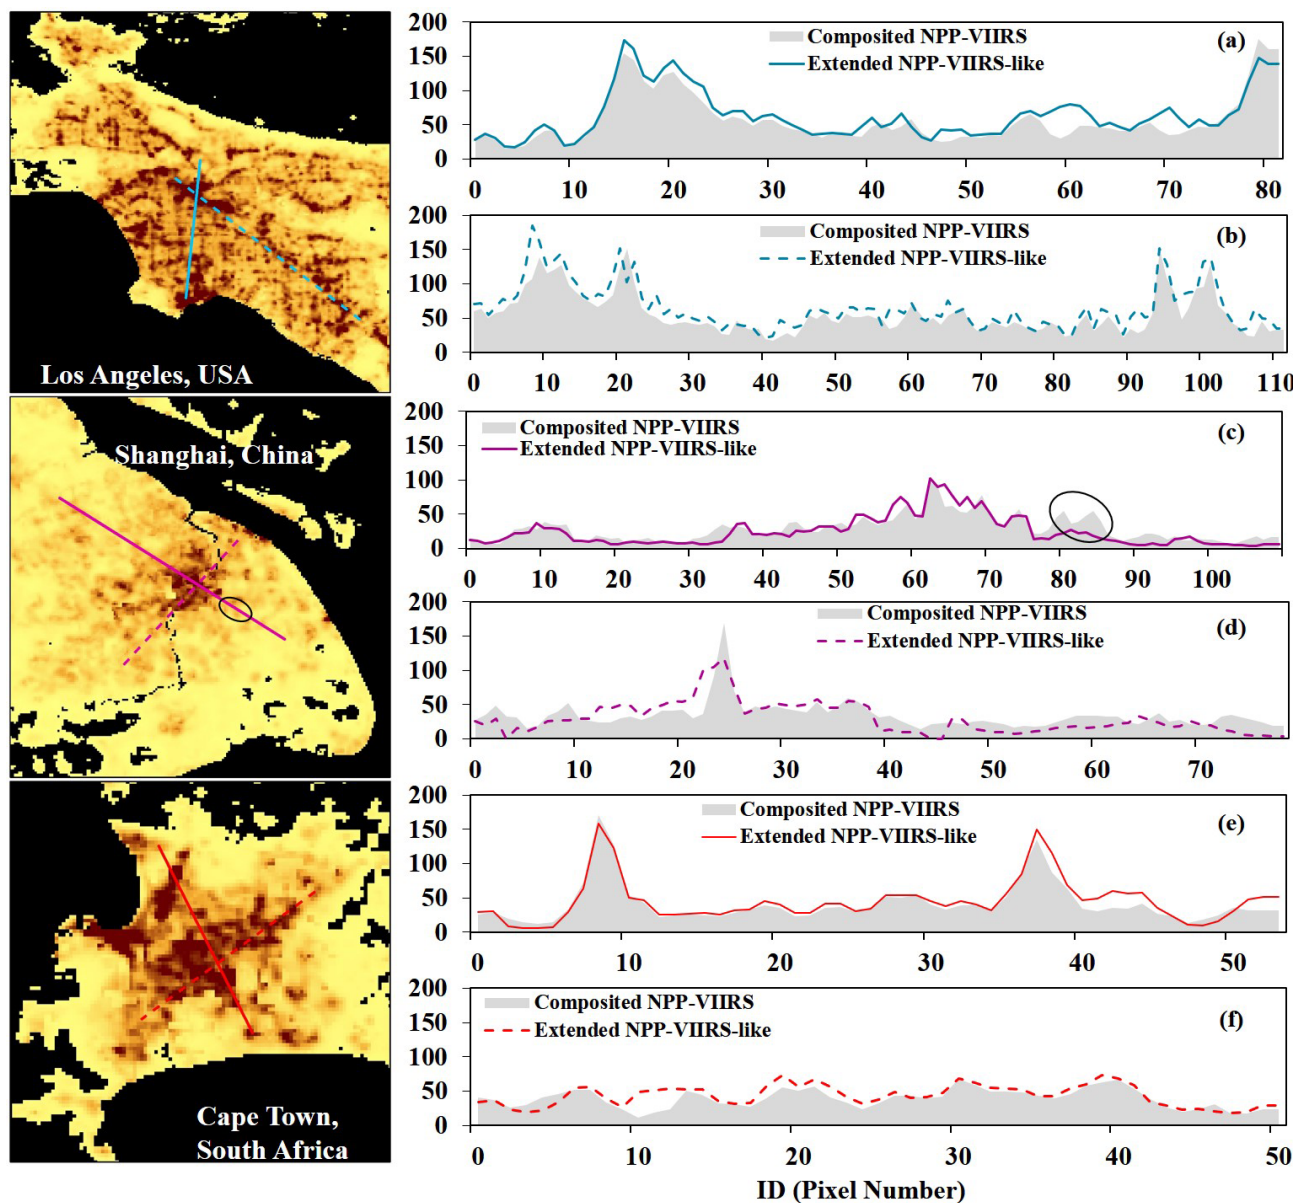 Los Angeles, USA
Shanghai, China
Cape Town,
South Africa
200
150
100
50
0
Composited NPP-VIIRS
Extended NPP-VIIRS-like
(a)
0 10 20 30 40 50 60 70 80
200
150
100
50
0
Composited NPP-VIIRS
Extended NPP-VIIRS-like
(b)
0 10 20 30 40 50 60 70 80 90 100 110
200
150
100
50
0
Composited NPP-VIIRS
Extended NPP-VIIRS-like
(c)
0 10 20 30 40 50 60 70 80 90 100
200
150
100
50
0
Composited NPP-VIIRS
Extended NPP-VIIRS-like
(d)
0 10 20 30 40 50 60 70
200
150
100
50
0
Composited NPP-VIIRS
Extended NPP-VIIRS-like
(e)
0 10 20 30 40 50
200
150
100
50
0
Composited NPP-VIIRS
Extended NPP-VIIRS-like
(f)
0 10 20 30 40 50
ID (Pixel Number)